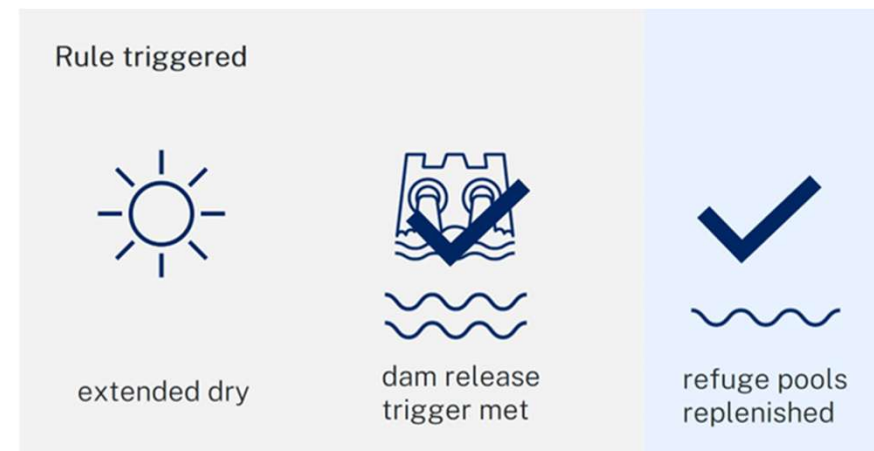 Rule triggered
extended dry
dam release
trigger met
refuge pools
replenished